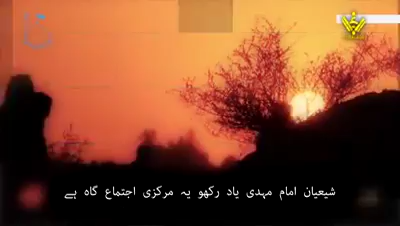 شیعیان امام مہدی یاد رکھو یہ مرکزی اجتماع گاہ ہے